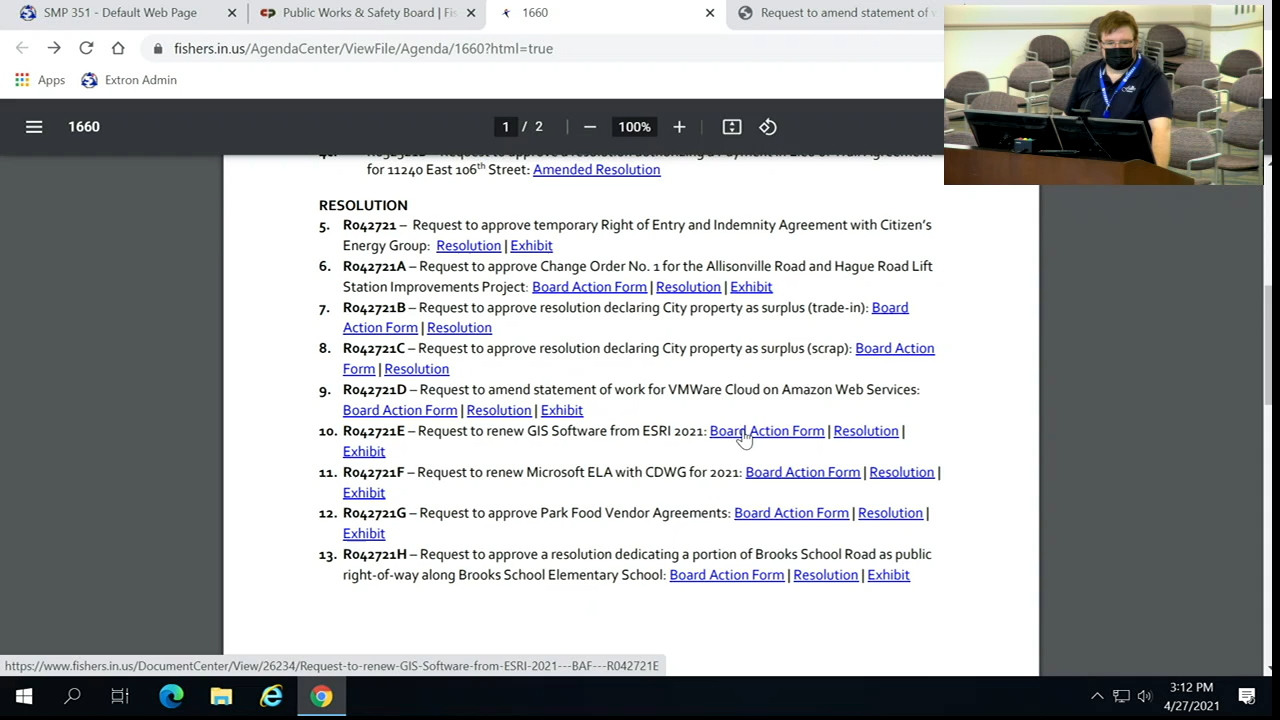 SMP 351 - Default Web Page
Public Works & Safety Board | Fis
1660
Request to amend statement of
fishers.in.us/AgendaCenter/ViewFile/Agenda/1660?html=true
Apps
Extron Admin
1660
1 / 2
100%
for 11240 East 106th Street: Amended Resolution
RESOLUTION
5. R042721 – Request to approve temporary Right of Entry and Indemnity Agreement with Citizen's
Energy Group: Resolution | Exhibit
6. R042721A – Request to approve Change Order No. 1 for the Allisonville Road and Hague Road Lift
Station Improvements Project: Board Action Form | Resolution | Exhibit
7. R042721B – Request to approve resolution declaring City property as surplus (trade-in): Board
Action Form | Resolution
8. R042721C – Request to approve resolution declaring City property as surplus (scrap): Board Action
Form | Resolution
9. R042721D – Request to amend statement of work for VMWare Cloud on Amazon Web Services:
Board Action Form | Resolution | Exhibit
10. R042721E – Request to renew GIS Software from ESRI 2021: Board Action Form | Resolution |
Exhibit
11. R042721F – Request to renew Microsoft ELA with CDWG for 2021: Board Action Form | Resolution |
Exhibit
12. R042721G – Request to approve Park Food Vendor Agreements: Board Action Form | Resolution |
Exhibit
13. R042721H – Request to approve a resolution dedicating a portion of Brooks School Road as public
right-of-way along Brooks School Elementary School: Board Action Form | Resolution | Exhibit
https://www.fishers.in.us/DocumentCenter/View/26234/Request-to-renew-GIS-Software-from-ESRI-2021---BAF---R042721E
3:12 PM
4/27/2021